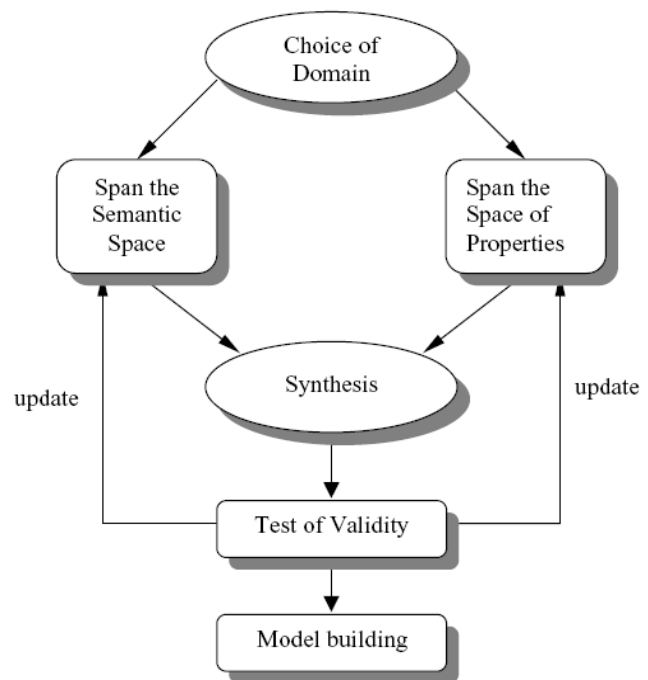 Choice of
Domain
Span the
Semantic
Space
Span the
Space of
Properties
Synthesis
update
update
Test of Validity
Model building